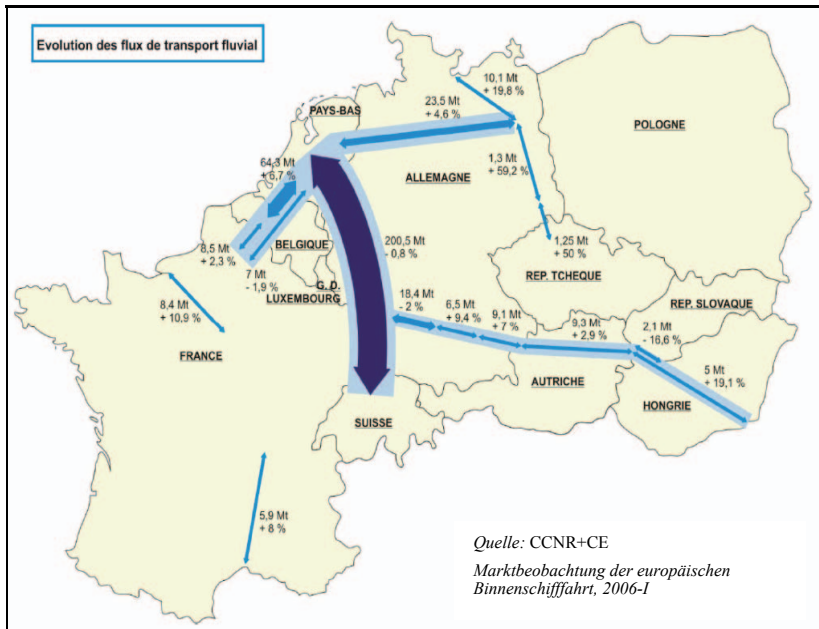 Evolution des flux de transport fluvial
10,1 Mt
+ 19,8 %
23,5 Mt
+ 4,6 %
PAYS-BAS
POLOGNE
64,3 Mt
+ 6,7 %
1,3 Mt
+ 59,2 %
ALLEMAGNE
8,5 Mt
+ 2,3 %
BELGIQUE
200,5 Mt
- 0,8 %
1,25 Mt
+ 50 %
7 Mt
- 1,9 %
G. D.
LUXEMBOURG
REP. TCHEQUE
8,4 Mt
+ 10,9 %
18,4 Mt
- 2 %
6,5 Mt
+ 9,4 %
9,1 Mt
+ 7 %
9,3 Mt
+ 2,9 %
REP. SLOVAQUE
2,1 Mt
- 16,6 %
FRANCE
5 Mt
+ 19,1 %
AUTRICHE
HONGRIE
SUISSE
5,9 Mt
+ 8 %
Quelle: CCNR+CE
Marktbeobachtung der europäischen
Binnenschifffahrt, 2006-I